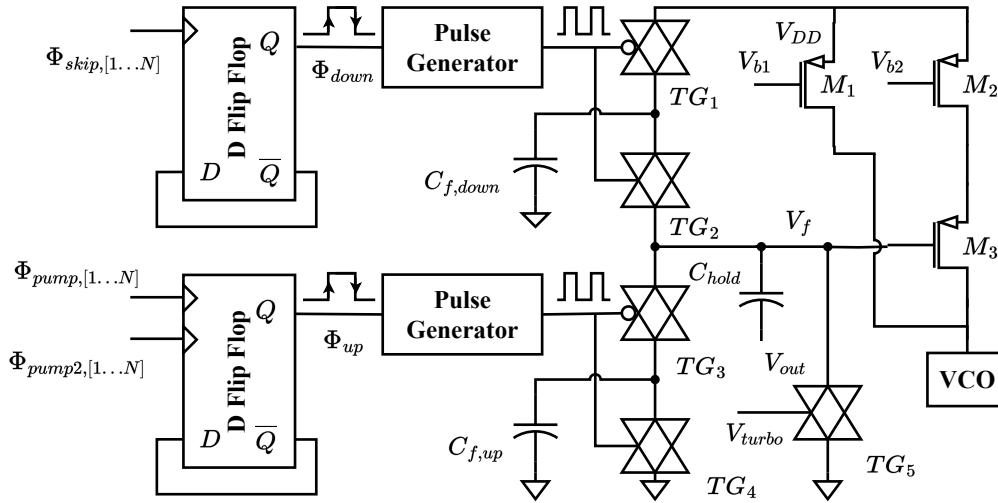 Φskip,[1…N]
D
Q
D Flip Flop
D
Q̅
Φdown
Pulse
Generator
TG1
Cf,down
TG2
VDD
Vb1
M1
Vb2
M2
Vf
M3
Φpump,[1…N]
Φpump2,[1…N]
Q
D Flip Flop
D
Q̅
Φup
Pulse
Generator
TG3
Cf,up
TG4
Chold
Vout
Vturbo
TG5
VCO